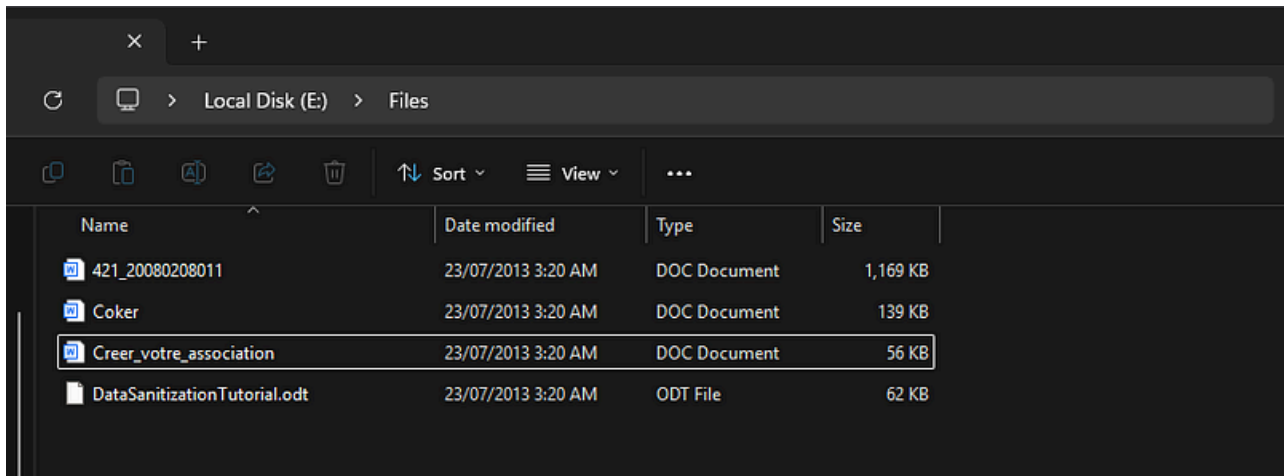 Local Disk (E:) > Files
Sort View
Name Date modified Type Size
421_20080208011 23/07/2013 3:20 AM DOC Document 1,169 KB
Coker 23/07/2013 3:20 AM DOC Document 139 KB
Creer_votre_association 23/07/2013 3:20 AM DOC Document 56 KB
DataSanitizationTutorial.odt 23/07/2013 3:20 AM ODT File 62 KB